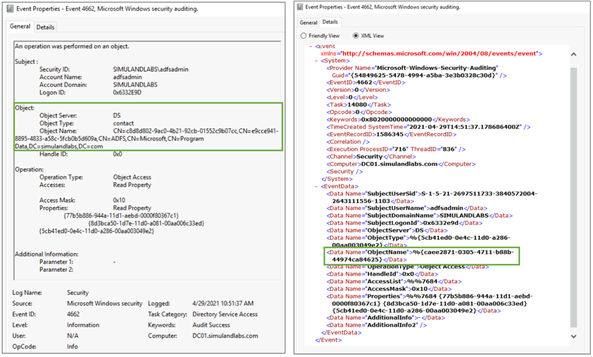 Event Properties - Event 4662, Microsoft-Windows-Security-Auditing.
General Details
An operation was performed on an object.
Subject :
Security ID: SIMULANDLABS\adfsadmin
Account Name: adfsadmin
Account Domain: SIMULANDLABS
Logon ID: 0x6332E9D
Object:
Object Server: DS
Object Type: contact
Object Name: CN=c8d8d802-9ac0-4b21-92cb-01552c9b07cc,CN=e9cce941-
8895-4833-a58c-5fcb0b5d609a,CN=ADFS,CN=Microsoft,CN=Program
Data,DC=simulandlabs,DC=com
Handle ID: 0x0
Operation:
Operation Type: Object Access
Accesses: Read Property
Access Mask: 0x10
Properties: Read Property
{77b5b886-944a-11d1-aebd-0000f80367c1}
{8d3bca50-1d7e-11d0-a081-00aa006c33ed}
{5cb41ed0-0e4c-11d0-a286-00aa003049e2}
Additional Information:
Parameter 1: -
Parameter 2:
Log Name: Security
Source: Microsoft Windows security Logged: 4/29/2021 10:51:37 AM
Event ID: 4662 Task Category: Directory Service Access
Level: Information Keywords: Audit Success
User: N/A Computer: DC01.simulandlabs.com
OpCode: Info
Event Properties - Event 4662, Microsoft-Windows-Security-Auditing.
General Details
Friendly View XML View
- <Event
xmlns="http://schemas.microsoft.com/win/2004/08/events/event">
- <System>
<Provider Name="Microsoft-Windows-Security-Auditing"
Guid="{54849625-5478-4994-a5ba-3e3b0328c30d}" />
<EventID>4662</EventID>
<Version>0</Version>
<Level>0</Level>
<Task>14080</Task>
<Opcode>0</Opcode>
<Keywords>0x8020000000000000</Keywords>
<TimeCreated SystemTime="2021-04-29T14:51:37.178686400Z" />
<EventRecordID>1586345</EventRecordID>
<Correlation />
<Execution ProcessID="716" ThreadID="836" />
<Channel>Security</Channel>
<Computer>DC01.simulandlabs.com</Computer>
<Security />
</System>
- <EventData>
<Data Name="SubjectUserSid">S-1-5-21-2697511733-3840572004-
2643111156-1103</Data>
<Data Name="SubjectUserName">adfsadmin</Data>
<Data Name="SubjectDomainName">SIMULANDLABS</Data>
<Data Name="SubjectLogonId">0x6332e9d</Data>
<Data Name="ObjectServer">DS</Data>
<Data Name="ObjectType">%{5cb41ed0-0e4c-11d0-a286-
00aa003049e2}</Data>
<Data Name="ObjectName">%{caee2871-0305-4711-b88b-
44974ca84625}</Data>
<Data Name="OperationType">Object Access</Data>
<Data Name="HandleId">0x0</Data>
<Data Name="AccessList">%%7684</Data>
<Data Name="AccessMask">0x10</Data>
<Data Name="Properties">%%7684 {77b5b886-944a-11d1-aebd-
0000f80367c1} {8d3bca50-1d7e-11d0-a081-00aa006c33ed}
{5cb41ed0-0e4c-11d0-a286-00aa003049e2}</Data>
<Data Name="AdditionalInfo">-</Data>
<Data Name="AdditionalInfo2" />
</EventData>
</Event>